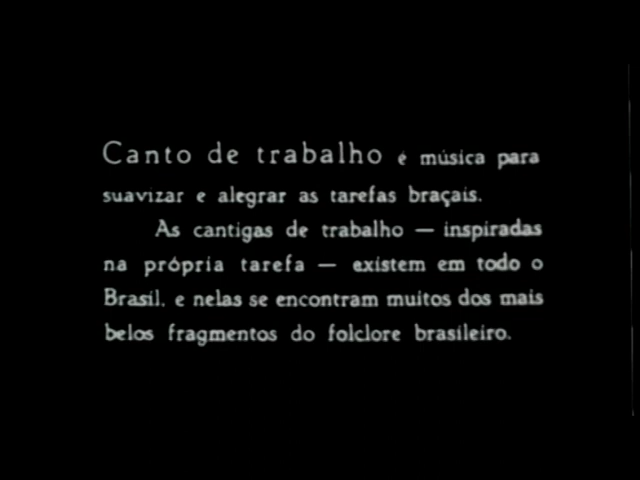 Canto de trabalho é música para
suavizar e alegrar as tarefas braçais.
As cantigas de trabalho — inspiradas
na própria tarefa — existem em todo o
Brasil, e nelas se encontram muitos dos mais
belos fragmentos do folclore brasileiro.